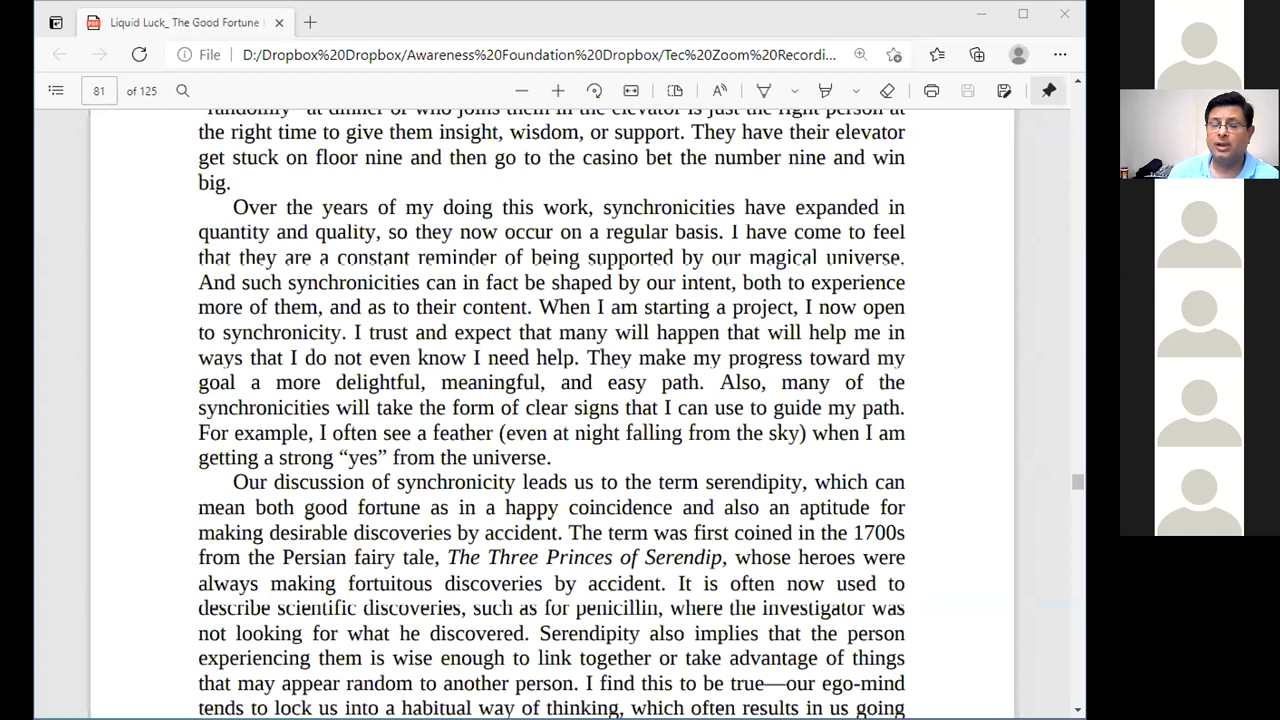 Liquid Luck_ The Good Fortune
File
D:/Dropbox%20Dropbox/Awareness%20Foundation%20Dropbox/Tec%20Zoom%20Recordi...
81 of 125
"randomly" at dinner or who joins them in the elevator is just the right person at
the right time to give them insight, wisdom, or support. They have their elevator
get stuck on floor nine and then go to the casino bet the number nine and win
big.
Over the years of my doing this work, synchronicities have expanded in
quantity and quality, so they now occur on a regular basis. I have come to feel
that they are a constant reminder of being supported by our magical universe.
And such synchronicities can in fact be shaped by our intent, both to experience
more of them, and as to their content. When I am starting a project, I now open
to synchronicity. I trust and expect that many will happen that will help me in
ways that I do not even know I need help. They make my progress toward my
goal a more delightful, meaningful, and easy path. Also, many of the
synchronicities will take the form of clear signs that I can use to guide my path.
For example, I often see a feather (even at night falling from the sky) when I am
getting a strong “yes” from the universe.
Our discussion of synchronicity leads us to the term serendipity, which can
mean both good fortune as in a happy coincidence and also an aptitude for
making desirable discoveries by accident. The term was first coined in the 1700s
from the Persian fairy tale, The Three Princes of Serendip, whose heroes were
always making fortuitous discoveries by accident. It is often now used to
describe scientific discoveries, such as for penicillin, where the investigator was
not looking for what he discovered. Serendipity also implies that the person
experiencing them is wise enough to link together or take advantage of things
that may appear random to another person. I find this to be true—our ego-mind
tends to lock us into a habitual way of thinking, which often results in us going